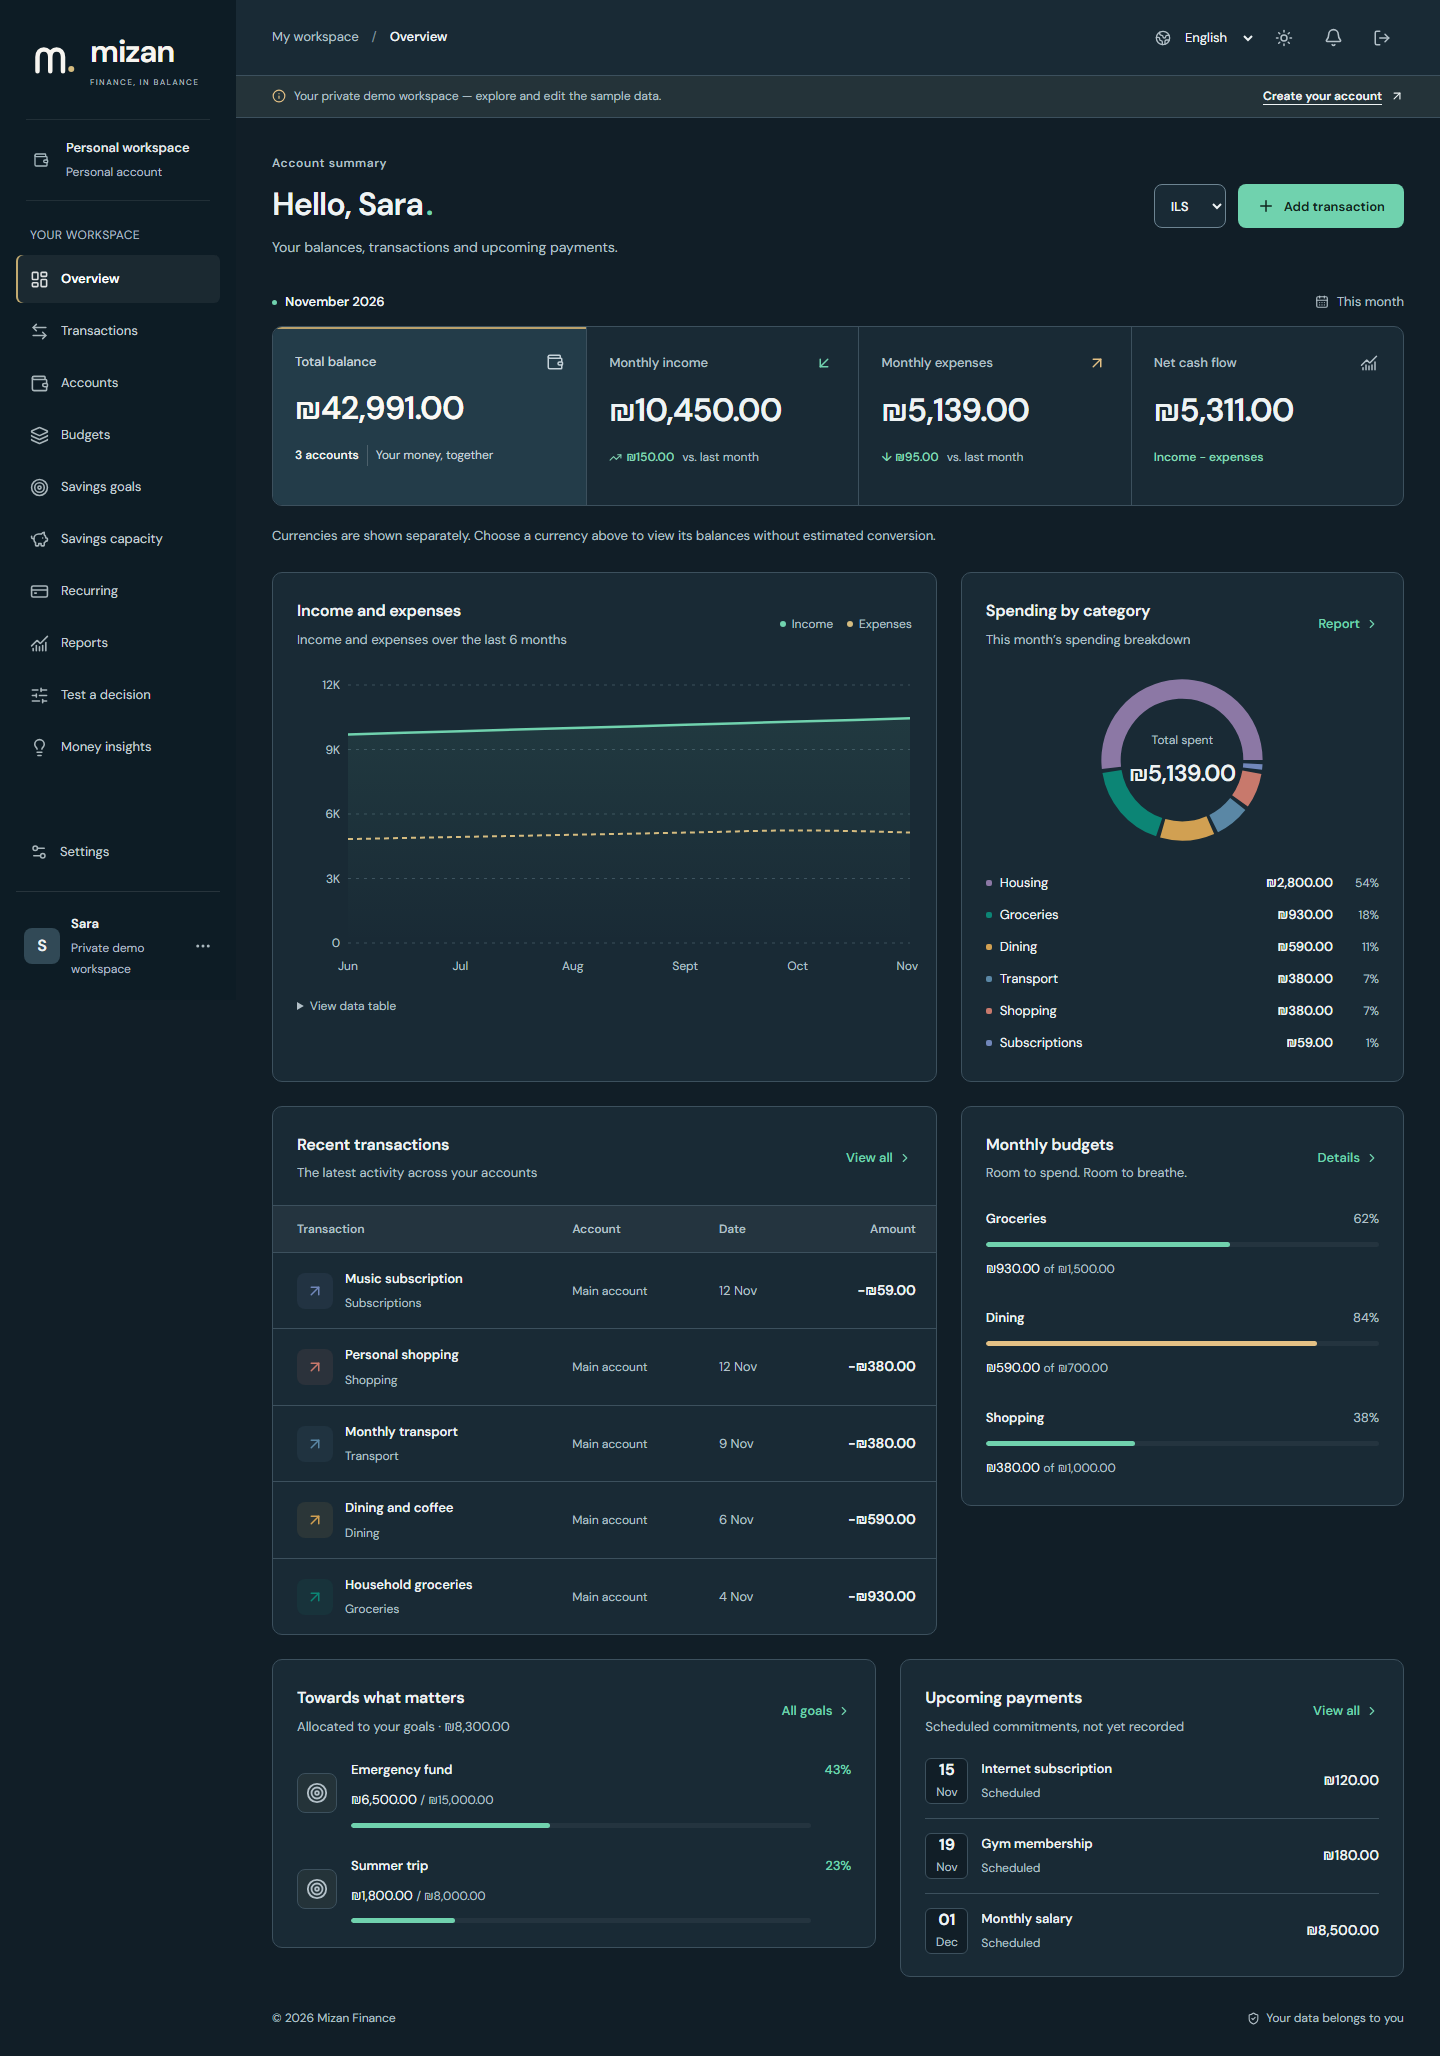 m. mizan
FINANCE, IN BALANCE
Personal workspace
Personal account
YOUR WORKSPACE
Overview
Transactions
Accounts
Budgets
Savings goals
Savings capacity
Recurring
Reports
Test a decision
Money insights
Settings
S
Sara
Private demo
workspace
My workspace / Overview
English
Your private demo workspace — explore and edit the sample data.
Create your account
Account summary
Hello, Sara.
Your balances, transactions and upcoming payments.
ILS
Add transaction
November 2026
This month
Total balance
₪42,991.00
3 accounts Your money, together
Monthly income
₪10,450.00
₪150.00 vs. last month
Monthly expenses
₪5,139.00
₪95.00 vs. last month
Net cash flow
₪5,311.00
Income − expenses
Currencies are shown separately. Choose a currency above to view its balances without estimated conversion.
Income and expenses
Income and expenses over the last 6 months
Income Expenses
12K
9K
6K
3K
0
Jun Jul Aug Sept Oct Nov
View data table
Spending by category
This month’s spending breakdown
Report
Total spent
₪5,139.00
Housing ₪2,800.00 54%
Groceries ₪930.00 18%
Dining ₪590.00 11%
Transport ₪380.00 7%
Shopping ₪380.00 7%
Subscriptions ₪59.00 1%
Recent transactions
The latest activity across your accounts
View all
Transaction Account Date Amount
Music subscription
Subscriptions
Main account 12 Nov −₪59.00
Personal shopping
Shopping
Main account 12 Nov −₪380.00
Monthly transport
Transport
Main account 9 Nov −₪380.00
Dining and coffee
Dining
Main account 6 Nov −₪590.00
Household groceries
Groceries
Main account 4 Nov −₪930.00
Monthly budgets
Room to spend. Room to breathe.
Details
Groceries 62%
₪930.00 of ₪1,500.00
Dining 84%
₪590.00 of ₪700.00
Shopping 38%
₪380.00 of ₪1,000.00
Towards what matters
Allocated to your goals · ₪8,300.00
All goals
Emergency fund 43%
₪6,500.00 / ₪15,000.00
Summer trip 23%
₪1,800.00 / ₪8,000.00
Upcoming payments
Scheduled commitments, not yet recorded
View all
15 Nov
Internet subscription
Scheduled
₪120.00
19 Nov
Gym membership
Scheduled
₪180.00
01 Dec
Monthly salary
Scheduled
₪8,500.00
© 2026 Mizan Finance
Your data belongs to you